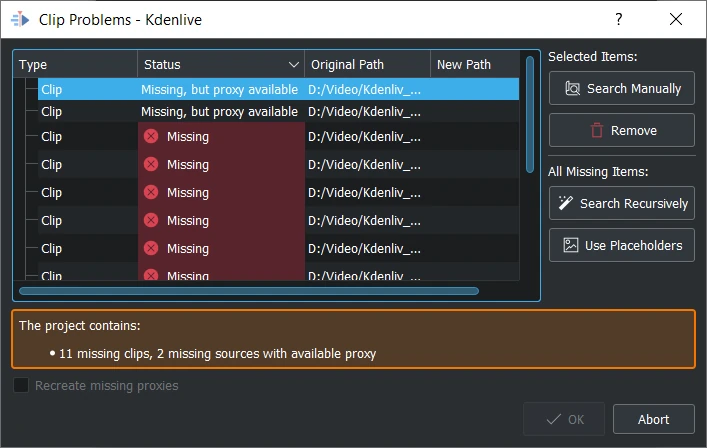 Clip Problems - Kdenlive
Type Status Original Path New Path
Clip Missing, but proxy available D:/Video/Kdenliv_...
Clip Missing, but proxy available D:/Video/Kdenliv_...
Clip Missing D:/Video/Kdenliv_...
Clip Missing D:/Video/Kdenliv_...
Clip Missing D:/Video/Kdenliv_...
Clip Missing D:/Video/Kdenliv_...
Clip Missing D:/Video/Kdenliv_...
Clip Missing D:/Video/Kdenliv_...
Selected Items:
Search Manually
Remove
All Missing Items:
Search Recursively
Use Placeholders
The project contains:
• 11 missing clips, 2 missing sources with available proxy
Recreate missing proxies
OK Abort